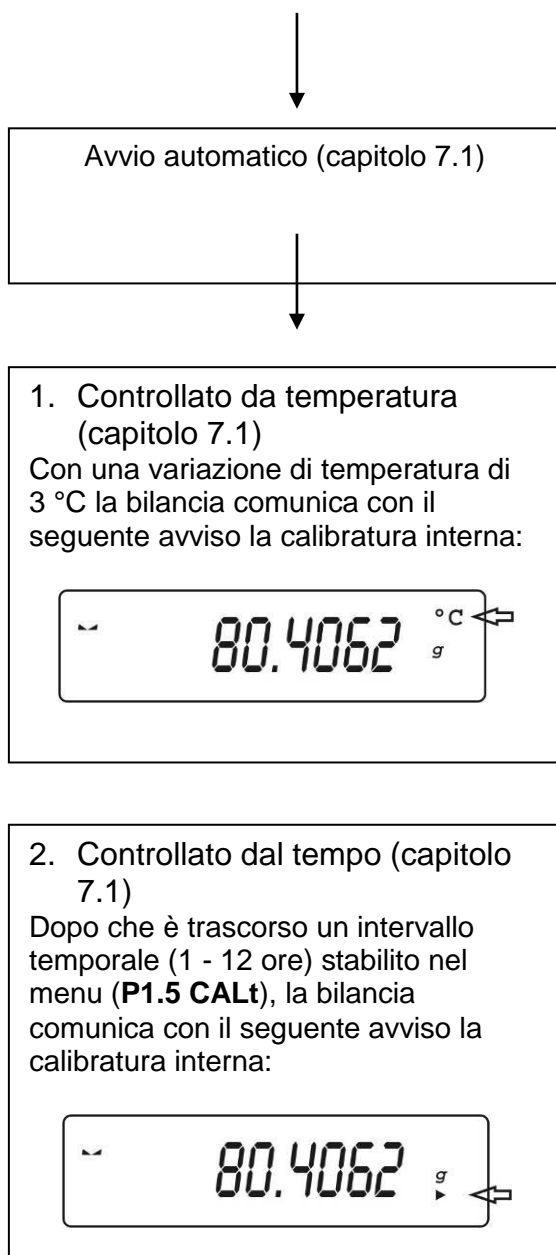 Avvio automatico (capitolo 7.1)
1. Controllato da temperatura
(capitolo 7.1)
Con una variazione di temperatura di
3 °C la bilancia comunica con il
seguente avviso la calibratura interna:
80.4062 °C
g
2. Controllato dal tempo (capitolo
7.1)
Dopo che è trascorso un intervallo
temporale (1 - 12 ore) stabilito nel
menu (P1.5 CALt), la bilancia
comunica con il seguente avviso la
calibratura interna:
80.4062 g